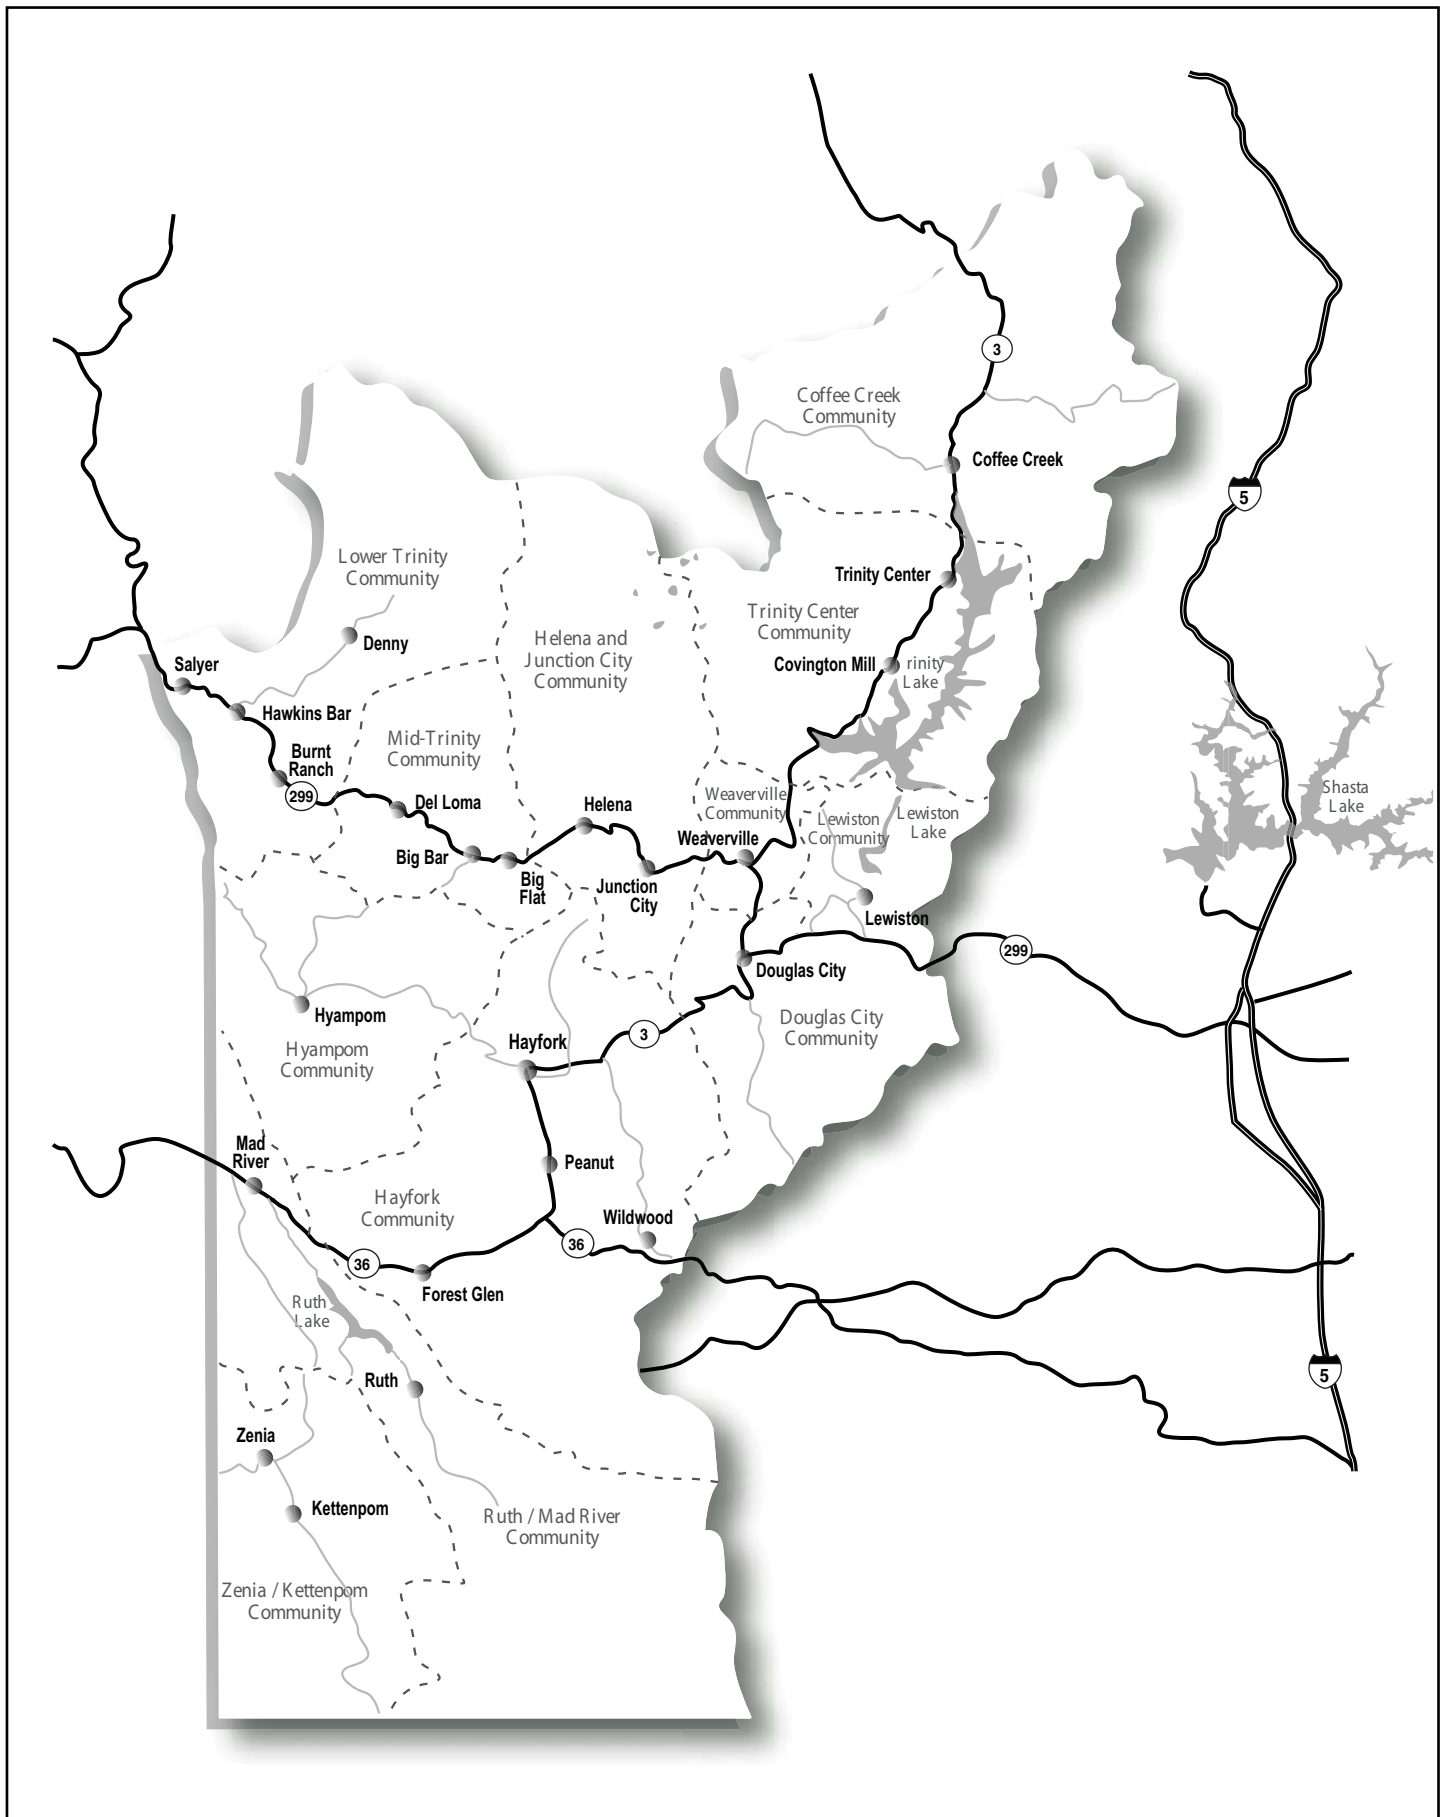 3
Coffee Creek
Community
Coffee Creek
5
Lower Trinity
Community
Trinity Center
Trinity Center
Community
Denny
Helena and
Junction City
Community
Salyer
Covington Mill
rinity
Lake
Hawkins Bar
Mid-Trinity
Community
Burnt
Ranch
299
Del Loma
Helena
Weaverville
Community
Lewiston
Community
Lewiston
Lake
Shasta
Lake
Weaverville
Big Bar
Big
Flat
Junction
City
Lewiston
299
Douglas City
Hyampom
Douglas City
Community
Hayfork
3
Hyampom
Community
Mad
River
Peanut
Hayfork
Community
Wildwood
36
36
Forest Glen
Ruth
Lake
Ruth
5
Zenia
Kettenpom
Ruth / Mad River
Community
Zenia / Kettenpom
Community